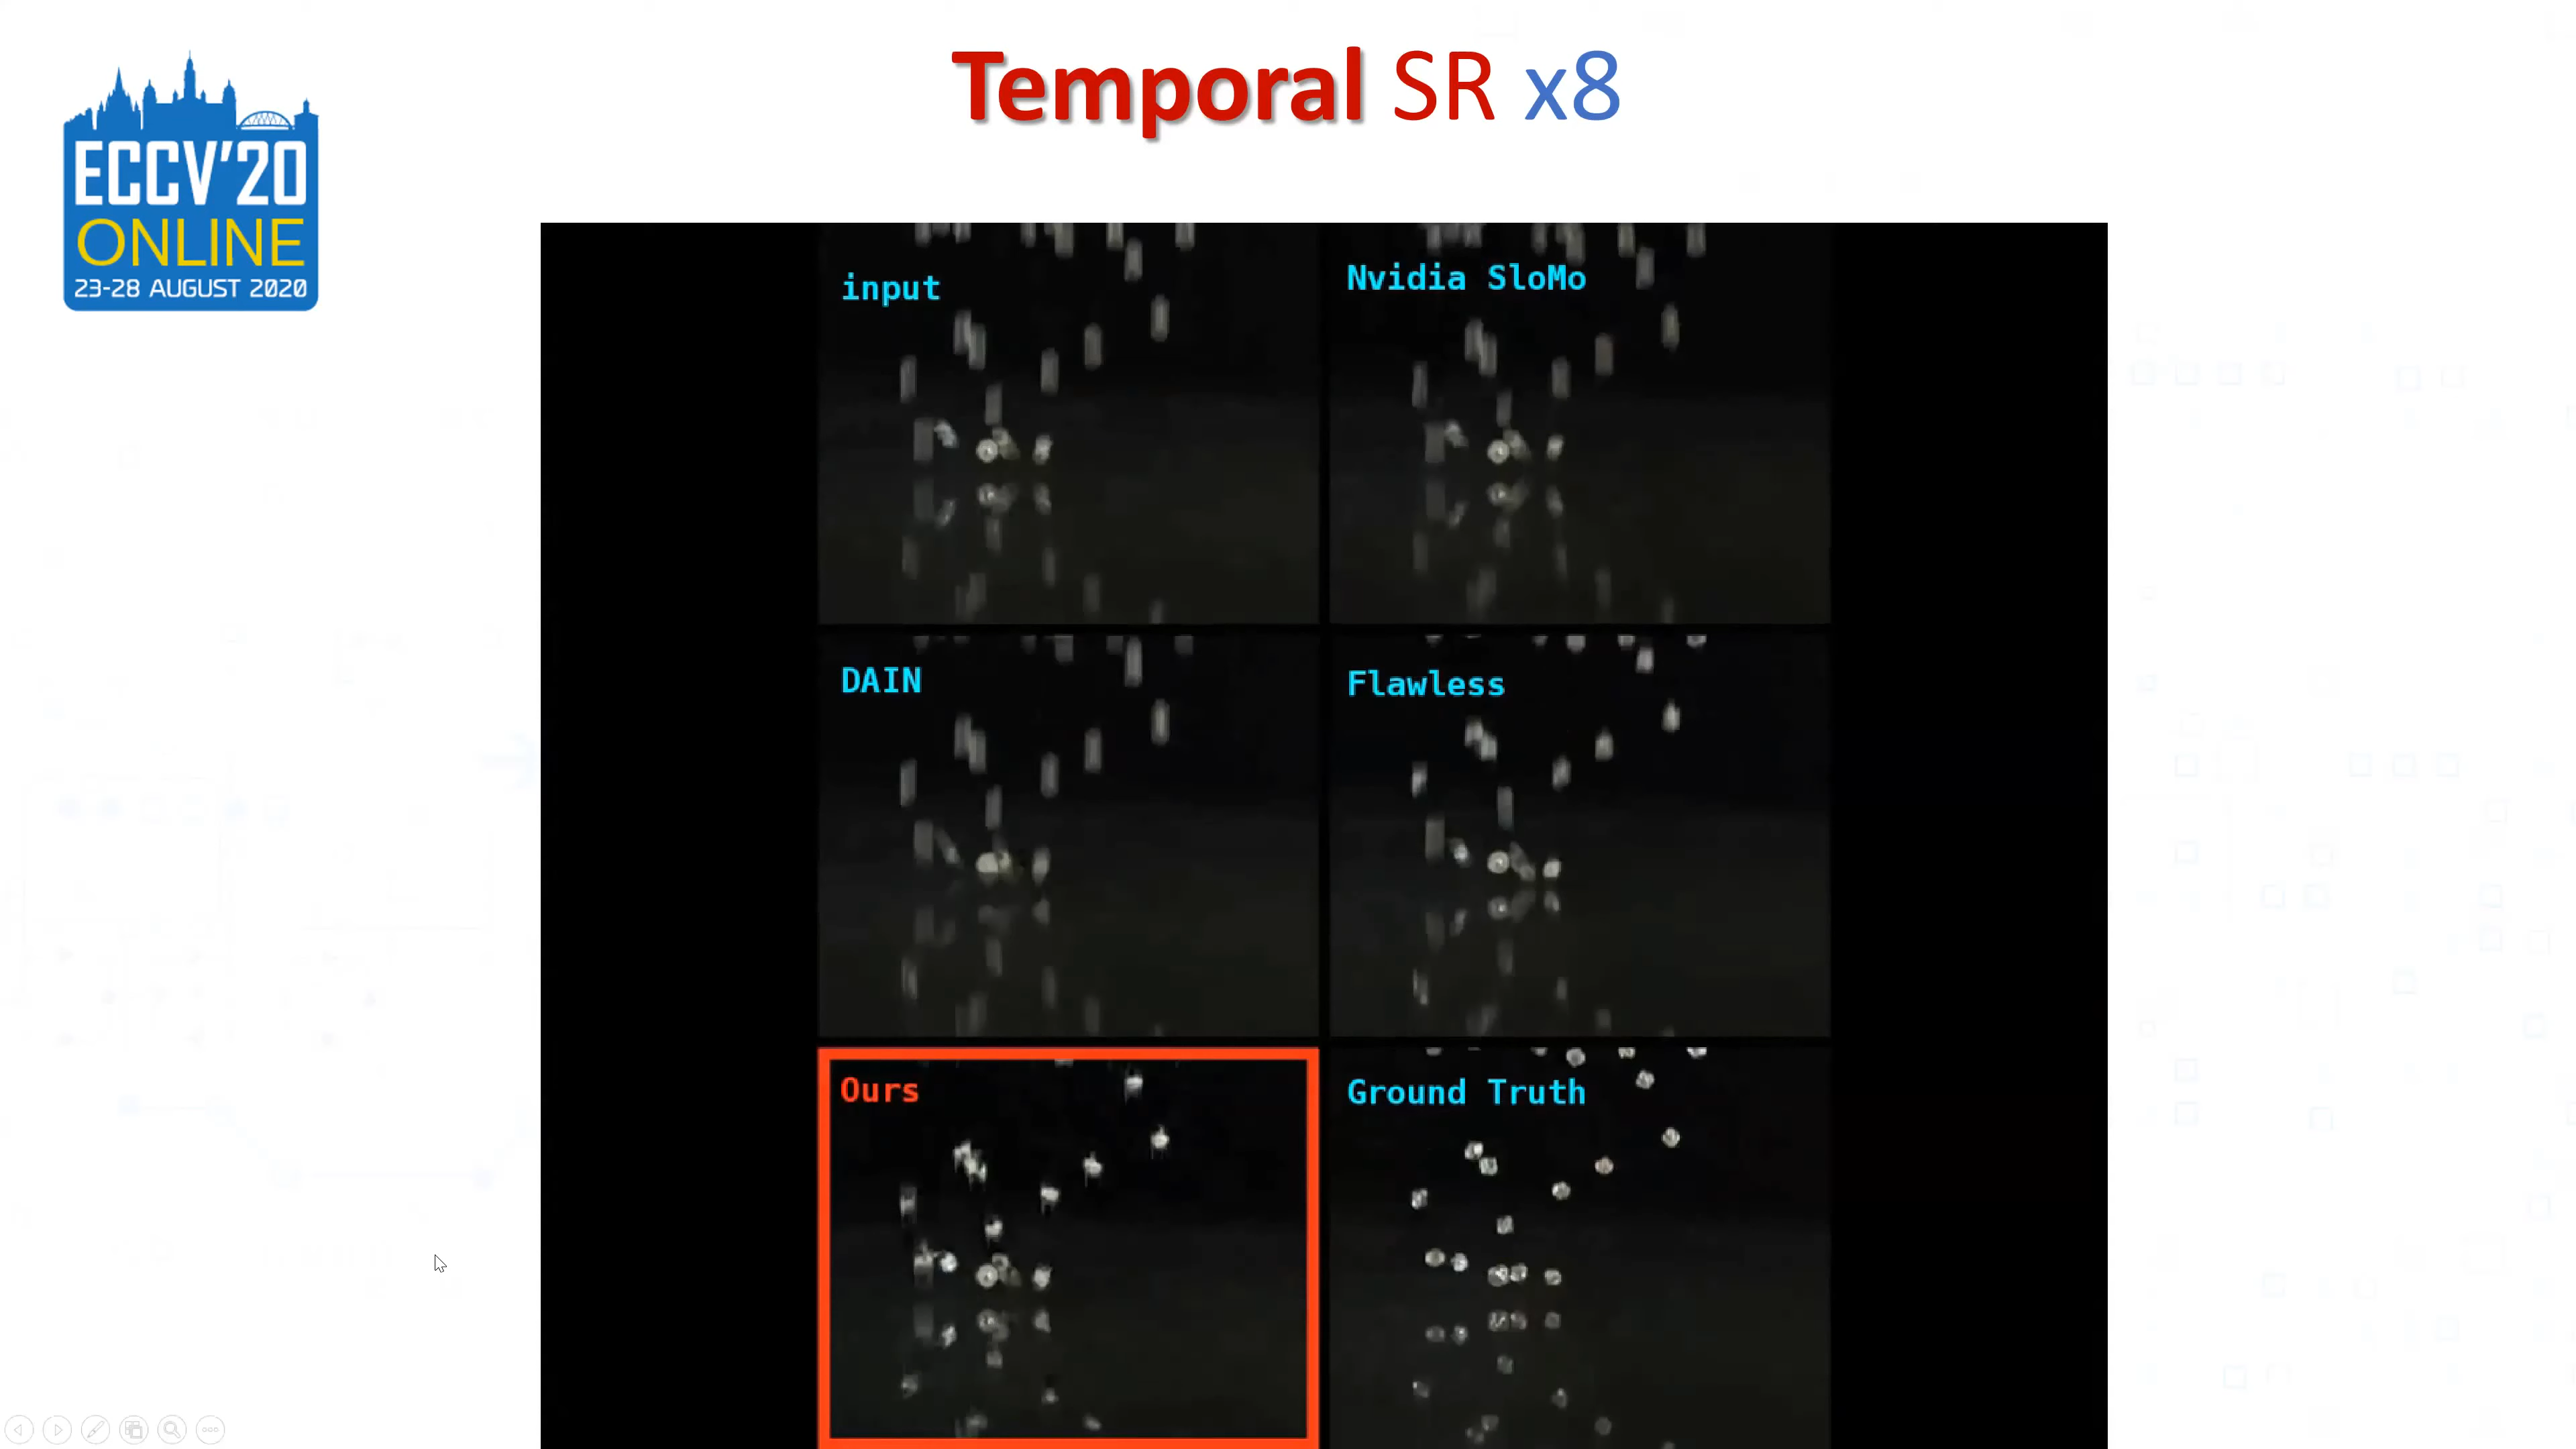 Temporal SR x8
ECCV'20
ONLINE
23-28 AUGUST 2020
input
Nvidia SloMo
DAIN
Flawless
Ours
Ground Truth